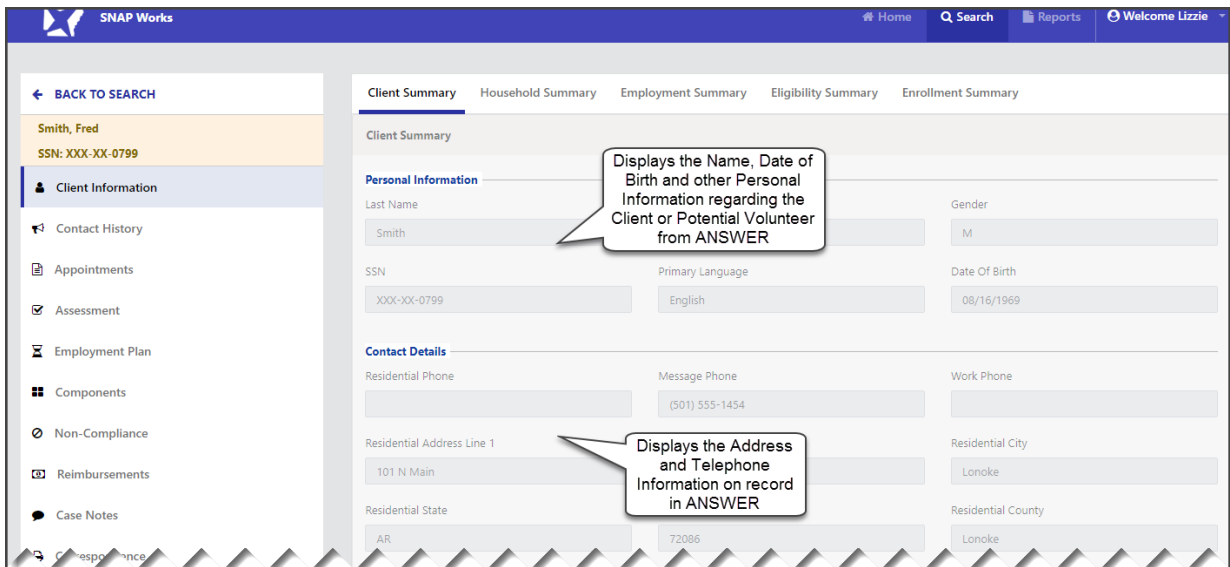 SNAP Works
Home
Search
Reports
Welcome Lizzie
BACK TO SEARCH
Smith, Fred
SSN: XXX-XX-0799
Client Information
Contact History
Appointments
Assessment
Employment Plan
Components
Non-Compliance
Reimbursements
Case Notes
Correspondence
Client Summary Household Summary Employment Summary Eligibility Summary Enrollment Summary
Client Summary
Displays the Name, Date of
Birth and other Personal
Information regarding the
Client or Potential Volunteer
from ANSWER
Personal Information
Last Name
Gender
Smith
M
SSN Primary Language Date Of Birth
XXX-XX-0799 English 08/16/1969
Contact Details
Residential Phone Message Phone Work Phone
(501) 555-1454
Residential Address Line 1
Residential City
Displays the Address
and Telephone
Information on record
in ANSWER
101 N Main
Lonoke
Residential State
Residential County
AR 72086 Lonoke